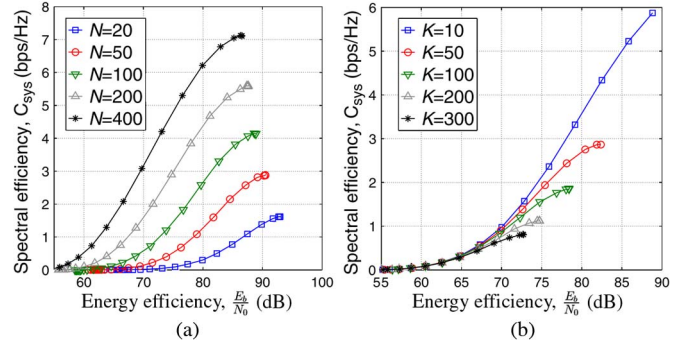 Spectral efficiency, C_sys (bps/Hz)
8
7
6
5
4
3
2
1
0
N=20
N=50
N=100
N=200
N=400
60 70 80 90 100
Energy efficiency, E_b/N_0 (dB)
(a)
Spectral efficiency, C_sys (bps/Hz)
6
5
4
3
2
1
0
K=10
K=50
K=100
K=200
K=300
55 60 65 70 75 80 85 90
Energy efficiency, E_b/N_0 (dB)
(b)